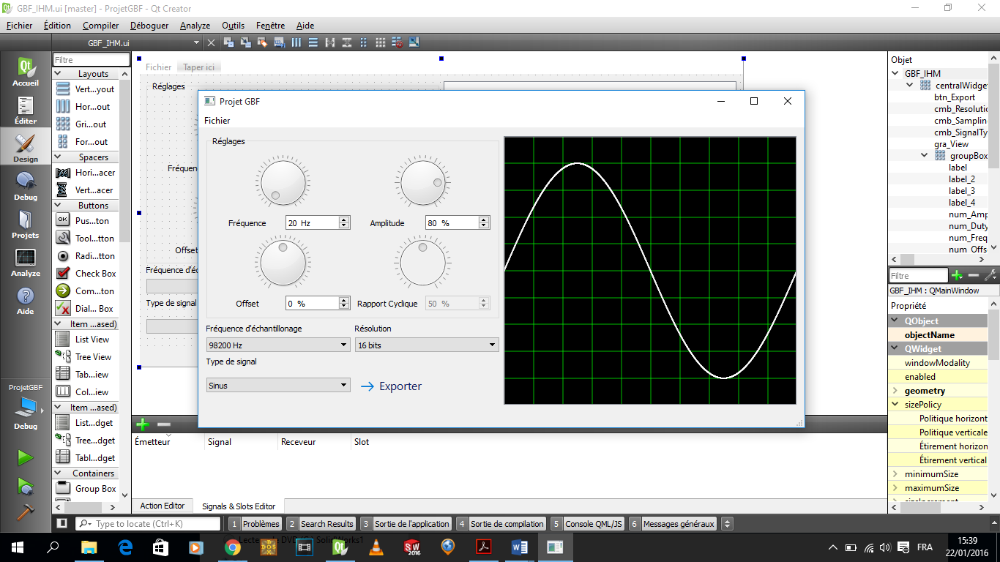 GBF_IHM.ui [master] - ProjetGBF - Qt Creator
Fichier Édition Compiler Déboguer Analyze Outils Fenêtre Aide
GBF_IHM.ui
Accueil
Éditer
Design
Debug
Projets
Analyze
Aide
ProjetGBF
Debug
Filtre
Layouts
Vert...yout
Hor...out
Gri...out
For...out
Spacers
Hori...acer
Vert...acer
Buttons
Pus...ton
Tool...tton
Radi...tton
Check Box
Com...ton
Dial... Box
Item ...ased)
List View
Tree View
Tab...iew
Col...iew
Item ...ased)
List...dget
Tree...dget
Tabl...dget
Containers
Group Box
Fichier Taper ici
Réglages
Fréquen
Offset
Fréquence d'éc
Type de signal
Projet GBF
Fichier
Réglages
Fréquence 20 Hz Amplitude 80 %
Offset 0 % Rapport Cyclique 50 %
Fréquence d'échantillonage Résolution
98200 Hz 16 bits
Type de signal
Sinus Exporter
Émetteur Signal Receveur Slot
Action Editor Signals & Slots Editor
Objet
GBF_IHM
centralWidge
btn_Export
cmb_Resolutio
cmb_Samplin
cmb_SignalTy
gra_View
groupBox
label
label_2
label_3
label_4
num_Amp
num_Duty
num_Freq
num_Offs
Filtre
GBF_IHM : QMainWindow
Propriété
QObject
objectName
QWidget
windowModality
enabled
geometry
sizePolicy
Politique horizont
Politique verticale
Étirement horizon
Étirement vertical
minimumSize
maximumSize
sizeIncrement
Type to locate (Ctrl+K) 1 Problèmes 2 Search Results 3 Sortie de l'application 4 Sortie de compilation 5 Console QML/JS 6 Messages généraux
DOS
SW
2016
FRA
15:39
22/01/2016